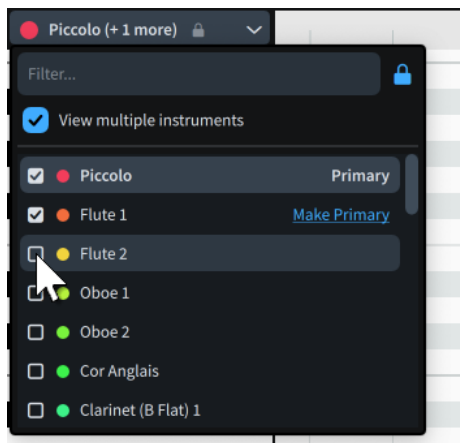 Piccolo (+ 1 more)
Filter...
View multiple instruments
Piccolo Primary
Flute 1 Make Primary
Flute 2
Oboe 1
Oboe 2
Cor Anglais
Clarinet (B Flat) 1